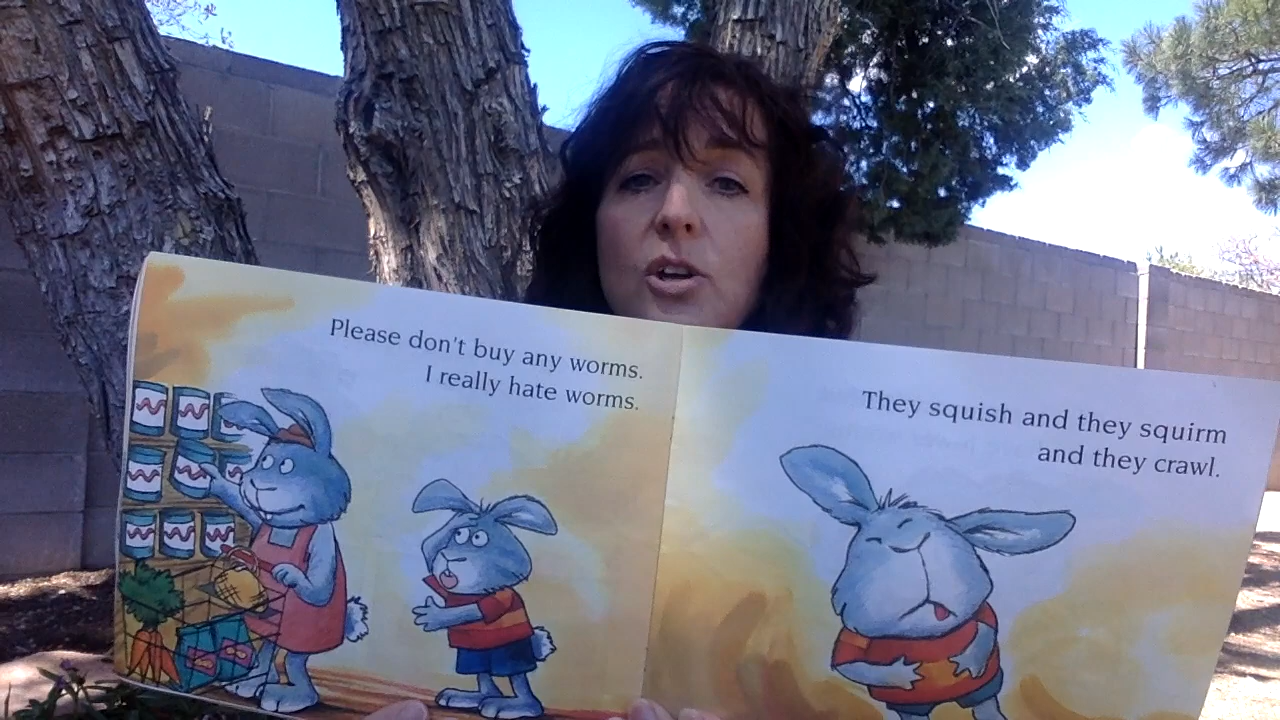 Please don't buy any worms.
I really hate worms.
They squish and they squirm
and they crawl.